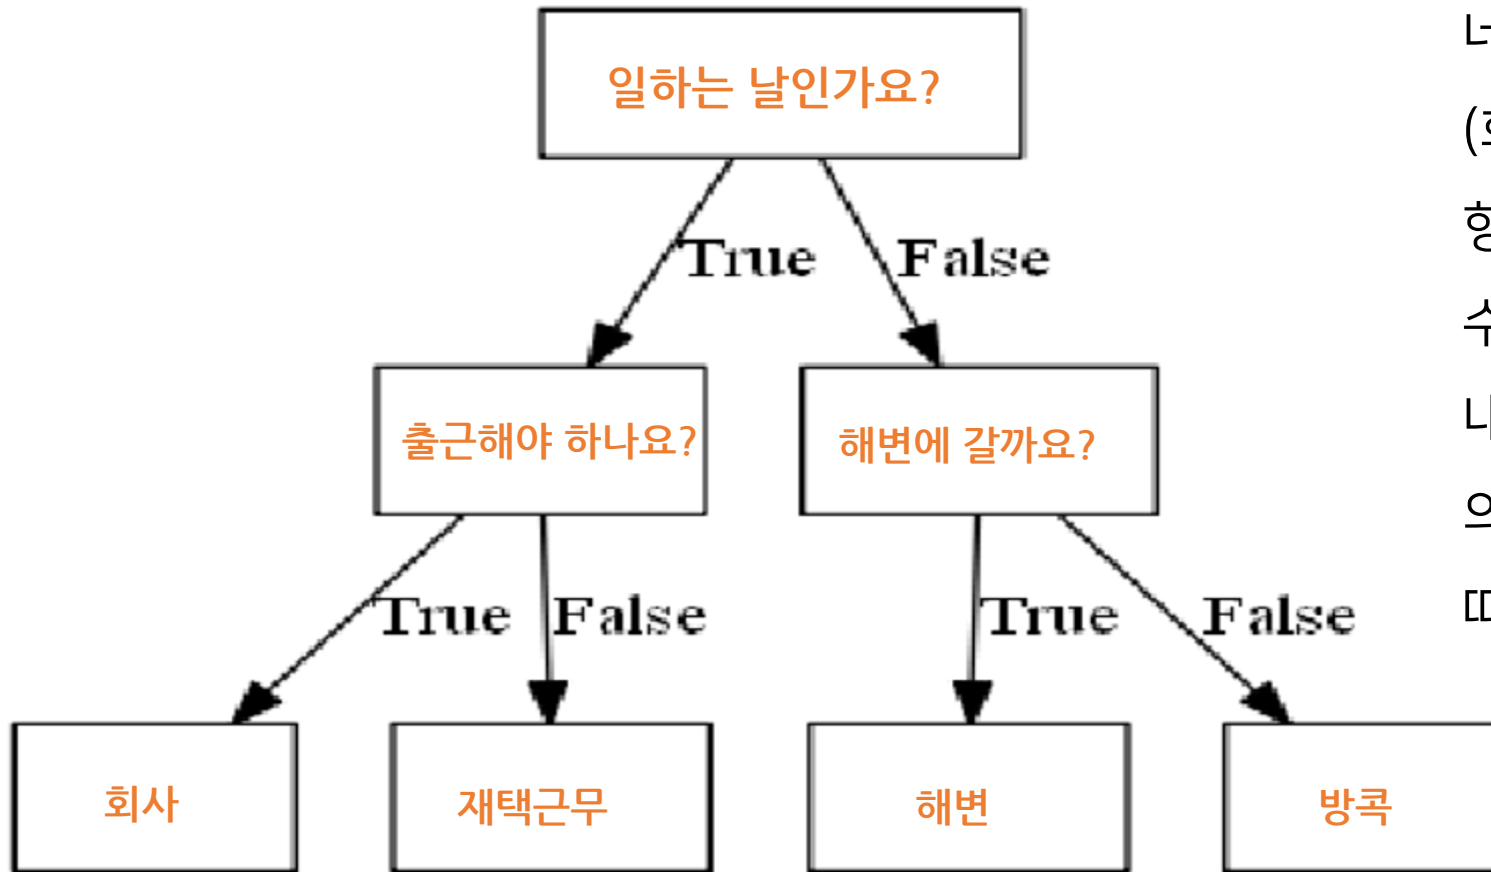 일하는 날인가요?
True
False
출근해야 하나요?
해변에 갈까요?
True
False
True
False
회사
재택근무
해변
방콕